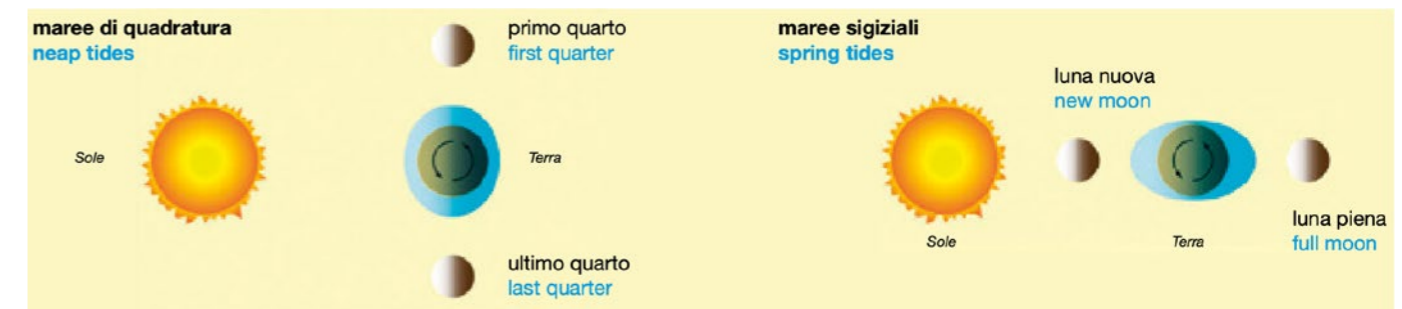 maree di quadratura
neap tides
primo quarto
first quarter
Sole
Terra
ultimo quarto
last quarter
maree sigiziali
spring tides
luna nuova
new moon
Sole
Terra
luna piena
full moon